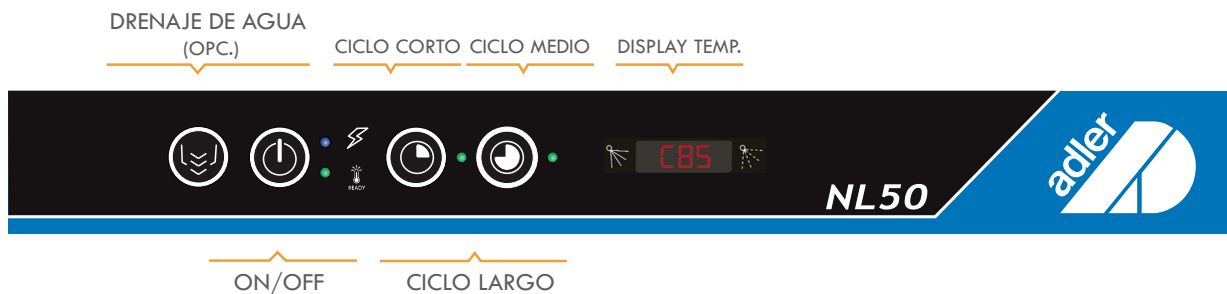 DRENAJE DE AGUA
(OPC.)
CICLO CORTO
CICLO MEDIO
DISPLAY TEMP.
READY
C85
NL50
adler
ON/OFF
CICLO LARGO